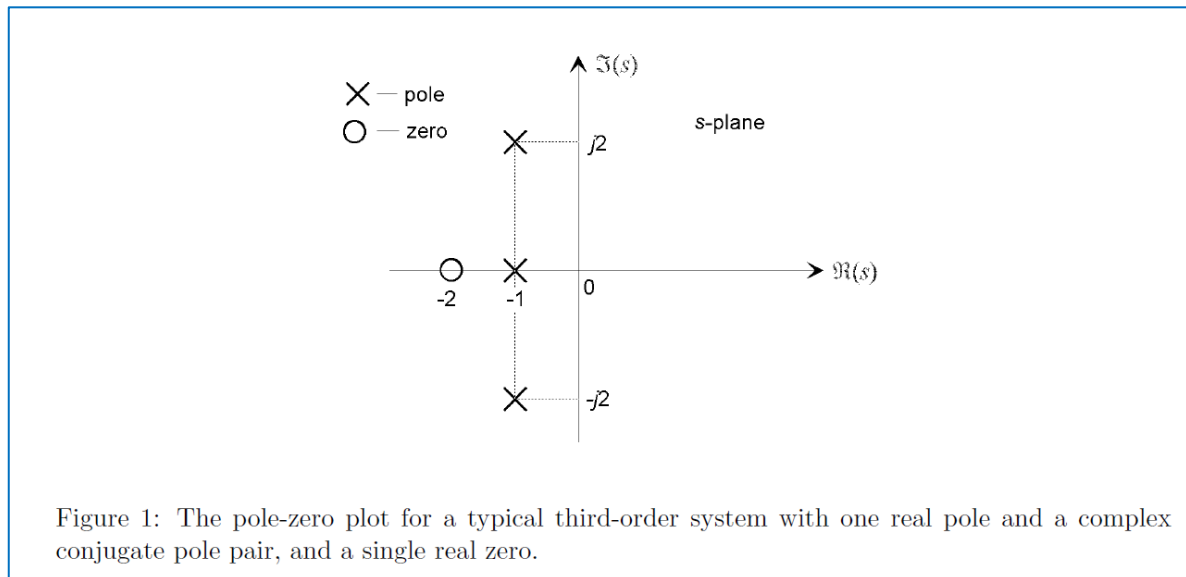 ℑ(s)
— pole
s-plane
— zero
j2
ℜ(s)
-2
-1
0
-j2
Figure 1: The pole-zero plot for a typical third-order system with one real pole and a complex
conjugate pole pair, and a single real zero.